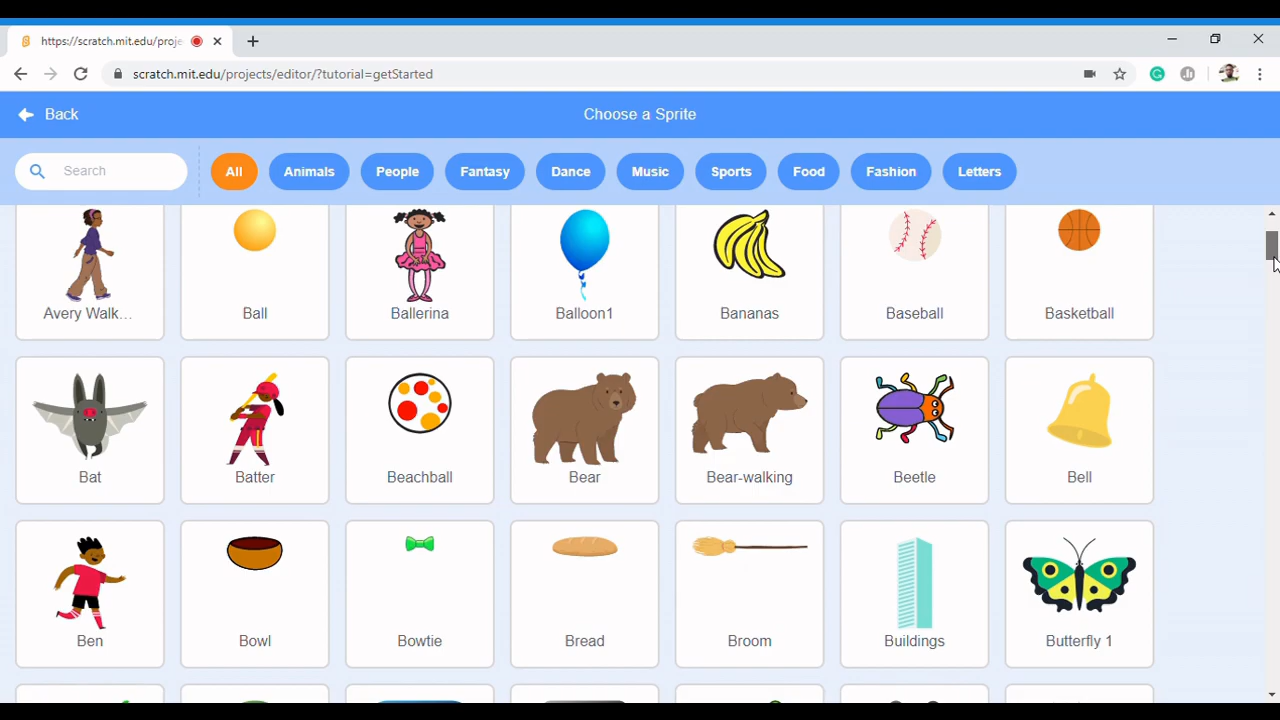 https://scratch.mit.edu/proje
scratch.mit.edu/projects/editor/?tutorial=getStarted
Back
Choose a Sprite
Search
All
Animals
People
Fantasy
Dance
Music
Sports
Food
Fashion
Letters
Avery Walk...
Ball
Ballerina
Balloon1
Bananas
Baseball
Basketball
Bat
Batter
Beachball
Bear
Bear-walking
Beetle
Bell
Ben
Bowl
Bowtie
Bread
Broom
Buildings
Butterfly 1